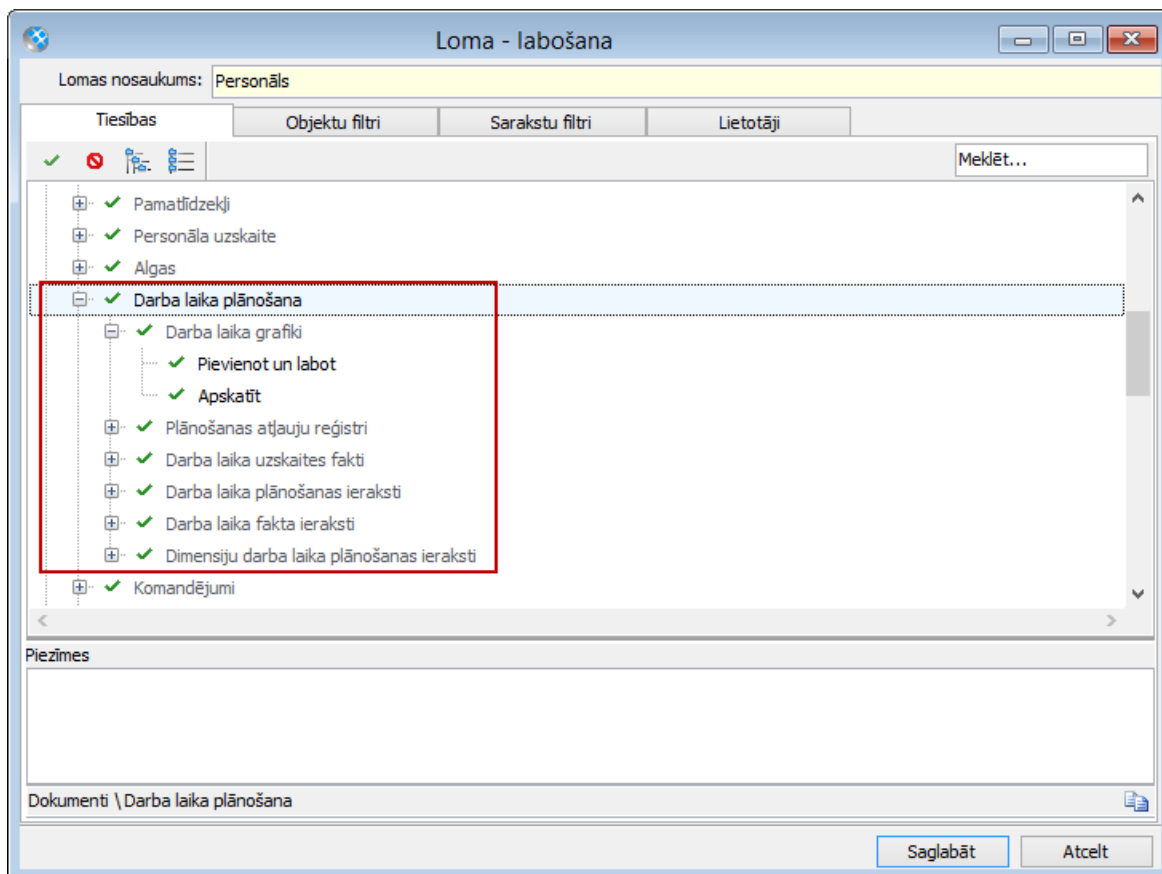 Loma - labošana
Lomas nosaukums: Personāls
Tiesības Objektu filtri Sarakstu filtri Lietotāji
Meklēt...
Pamatlīdzekļi
Personāla uzskaite
Algas
Darba laika plānošana
Darba laika grafiki
Pievienot un labot
Apskatīt
Plānošanas atļauju reģistri
Darba laika uzskaites fakti
Darba laika plānošanas ieraksti
Darba laika fakta ieraksti
Dimensiju darba laika plānošanas ieraksti
Komandējumi
Piezīmes
Dokumenti \ Darba laika plānošana
Saglabāt Atcelt